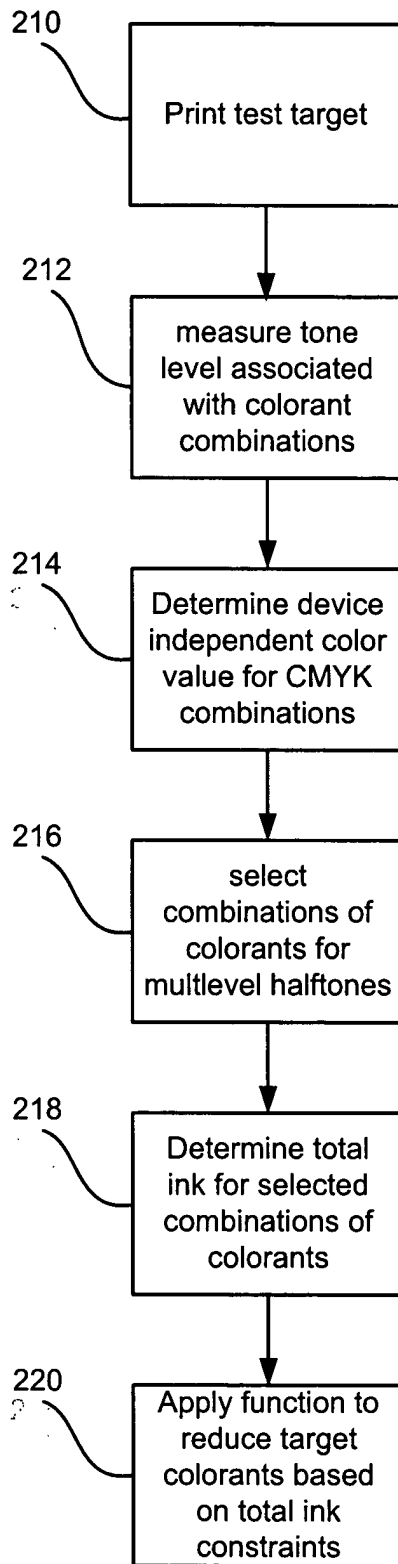 210
Print test target
212
measure tone
level associated
with colorant
combinations
214
Determine device
independent color
value for CMYK
combinations
216
select
combinations of
colorants for
multlevel halftones
218
Determine total
ink for selected
combinations of
colorants
220
Apply function to
reduce target
colorants based
on total ink
constraints